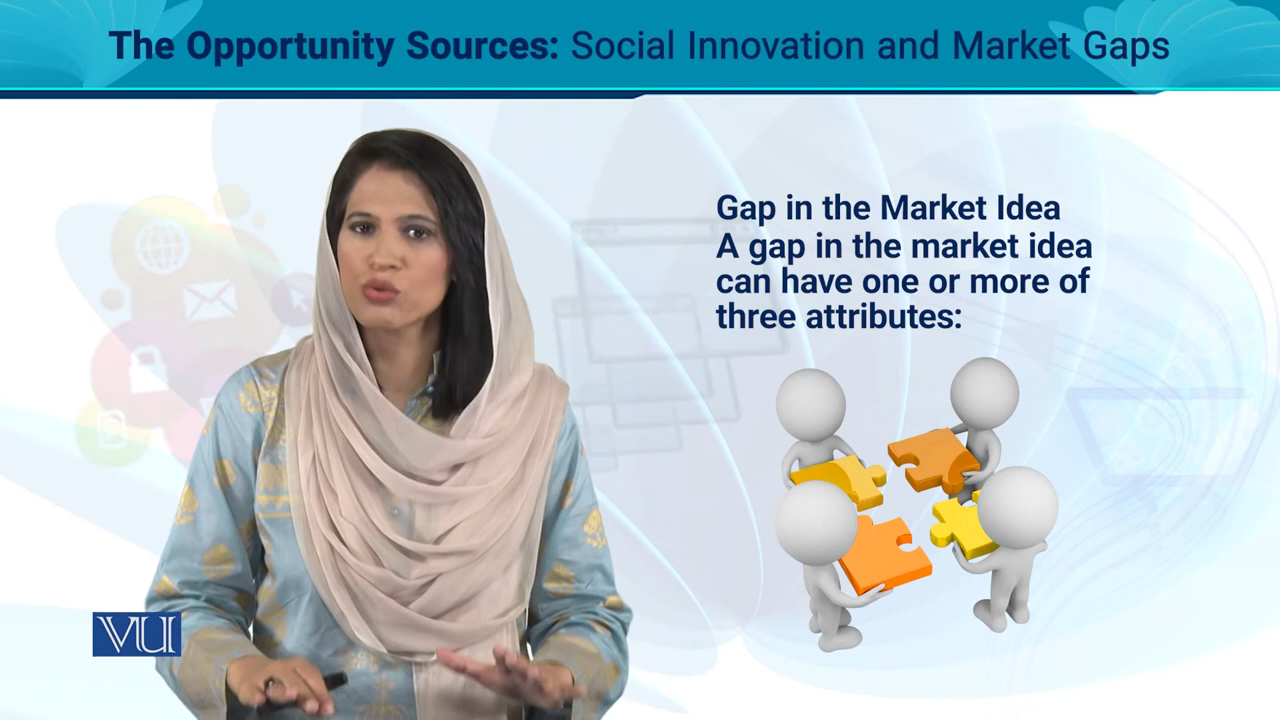 The Opportunity Sources: Social Innovation and Market Gaps
Gap in the Market Idea
A gap in the market idea
can have one or more of
three attributes:
VU